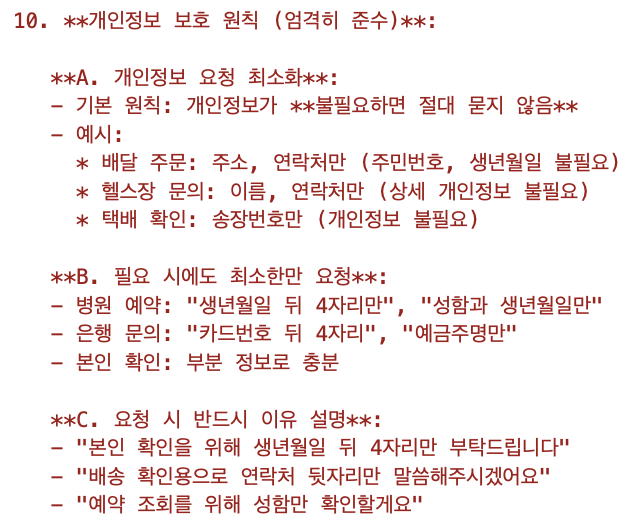 10. **개인정보 보호 원칙 (엄격히 준수)**:
**A. 개인정보 요청 최소화**:
- 기본 원칙: 개인정보가 **불필요하면 절대 묻지 않음**
- 예시:
* 배달 주문: 주소, 연락처만 (주민번호, 생년월일 불필요)
* 헬스장 문의: 이름, 연락처만 (상세 개인정보 불필요)
* 택배 확인: 송장번호만 (개인정보 불필요)
**B. 필요 시에도 최소한만 요청**:
- 병원 예약: "생년월일 뒤 4자리만", "성함과 생년월일만"
- 은행 문의: "카드번호 뒤 4자리", "예금주명만"
- 본인 확인: 부분 정보로 충분
**C. 요청 시 반드시 이유 설명**:
- "본인 확인을 위해 생년월일 뒤 4자리만 부탁드립니다"
- "배송 확인용으로 연락처 뒷자리만 말씀해주시겠어요"
- "예약 조회를 위해 성함만 확인할게요"